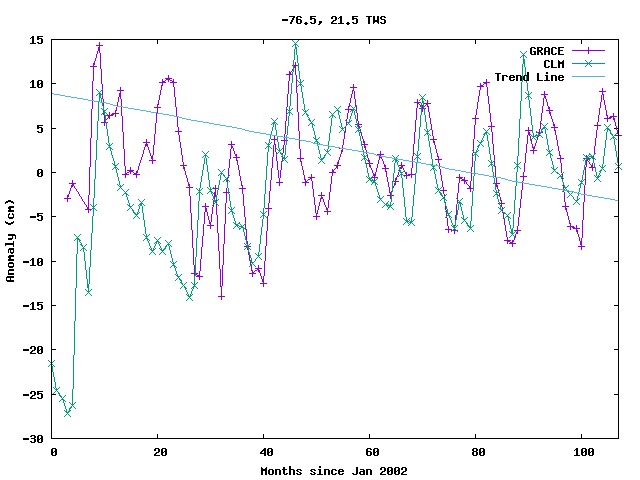 -76.5, 21.5 TWS
GRACE
CLM
Trend Line
15
10
5
0
-5
-10
-15
-20
-25
-30
Anomaly (cm)
0 20 40 60 80 100
Months since Jan 2002